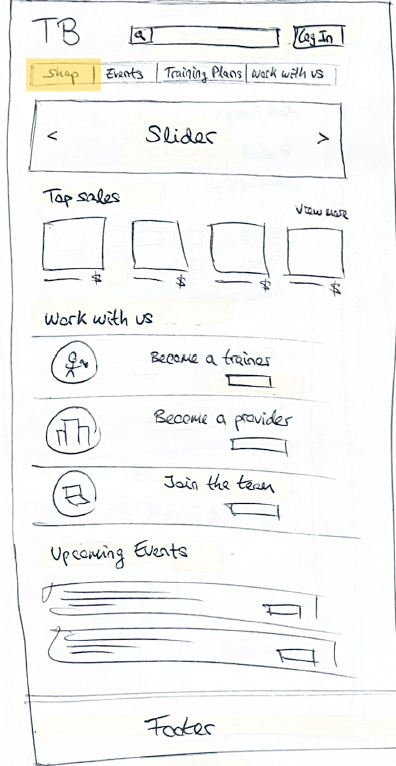 TB
Log In
Shop Events Training Plans Work with us
< Slider >
Top sales
View more
$ $ $ $
Work with us
Become a trainer
Become a provider
Join the team
Upcoming Events
Footer